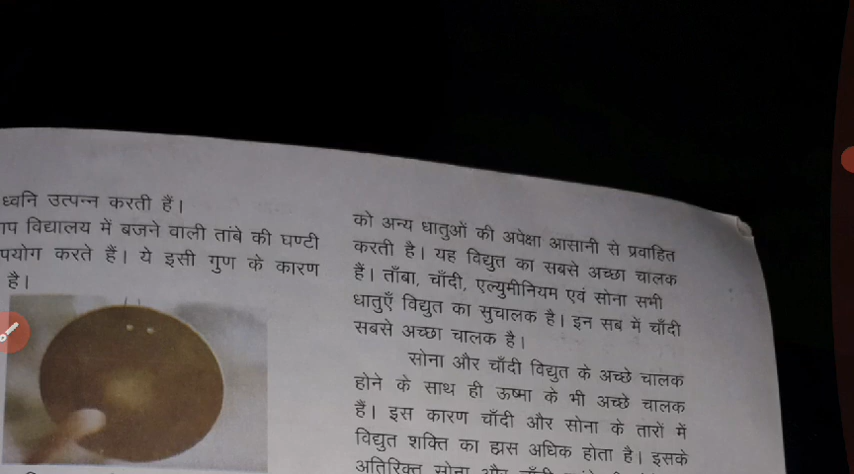 ध्वनि उत्पन्न करती हैं।
विद्यालय में बजने वाली तांबे की घण्टी
करते हैं। ये इसी गुण के कारण
है।
को अन्य धातुओं की अपेक्षा आसानी से प्रवाहित
करती है। यह विद्युत का सबसे अच्छा चालक
हैं। ताँबा, चाँदी, एल्युमीनियम एवं सोना सभी
धातुएँ विद्युत का सुचालक है। इन सब में चाँदी
सबसे अच्छा चालक है।
सोना और चाँदी विद्युत के अच्छे चालक
होने के साथ ही ऊष्मा के भी अच्छे चालक
हैं। इस कारण चाँदी और सोना के तारों में
विद्युत शक्ति का ह्रास अधिक होता है। इसके
अतिरिक्त सोना और